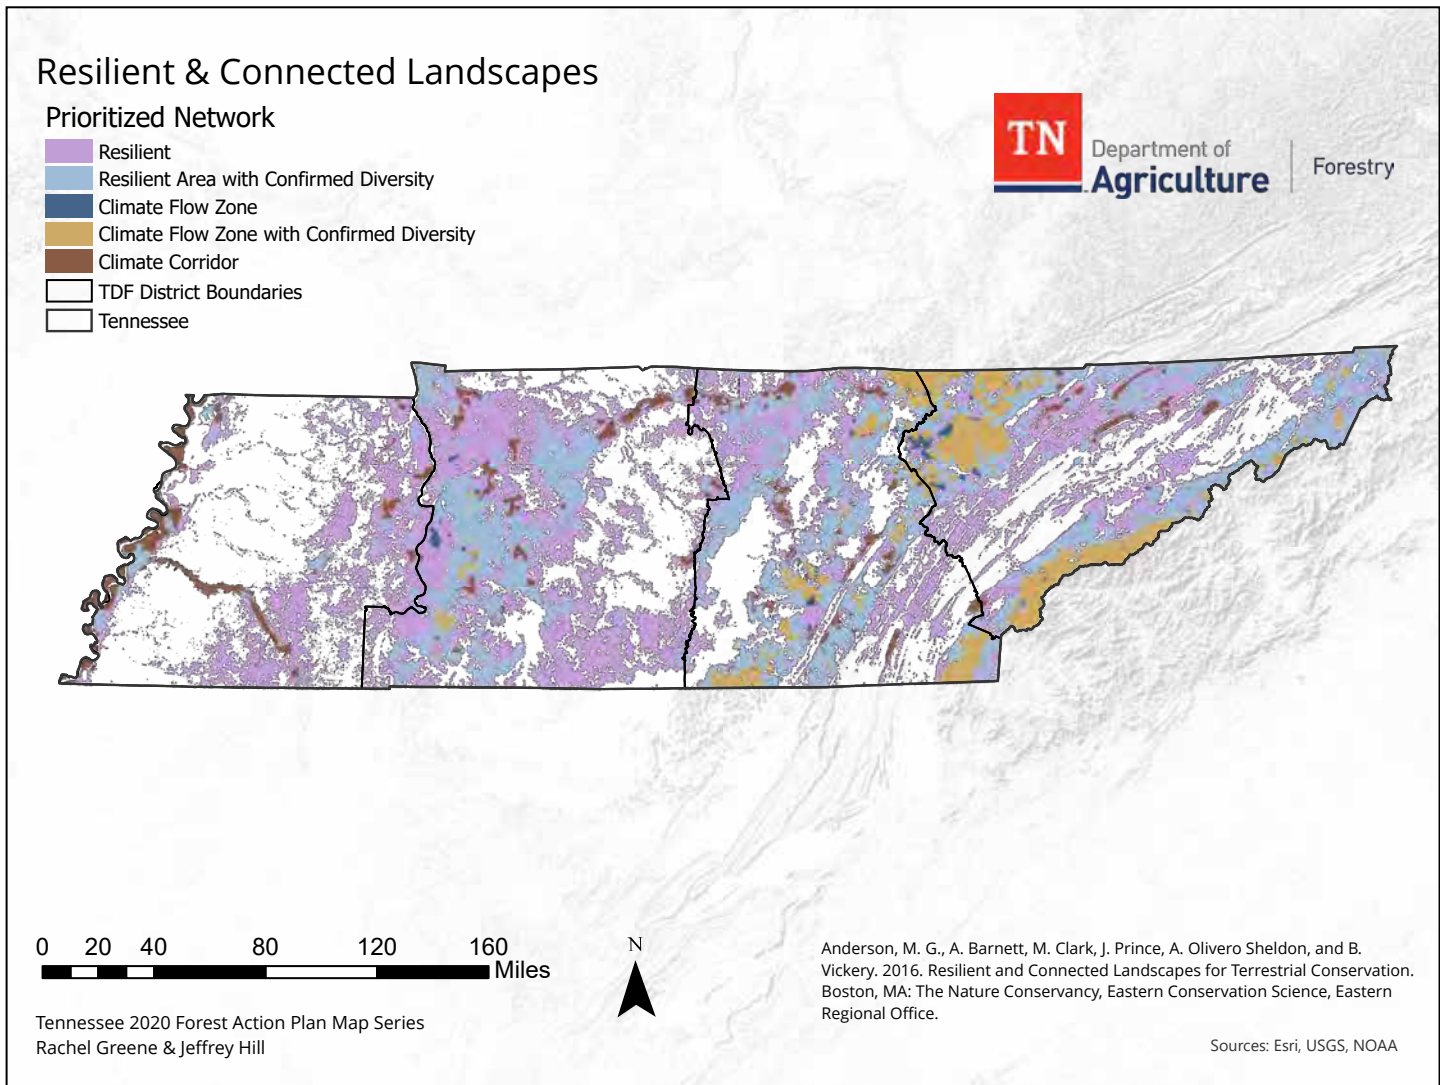 Resilient & Connected Landscapes
Prioritized Network
Resilient
Resilient Area with Confirmed Diversity
Climate Flow Zone
Climate Flow Zone with Confirmed Diversity
Climate Corridor
TDF District Boundaries
Tennessee
TN
Department of
Agriculture
Forestry
0 20 40 80 120 160
Miles
N
Tennessee 2020 Forest Action Plan Map Series
Rachel Greene & Jeffrey Hill
Anderson, M. G., A. Barnett, M. Clark, J. Prince, A. Olivero Sheldon, and B.
Vickery. 2016. Resilient and Connected Landscapes for Terrestrial Conservation.
Boston, MA: The Nature Conservancy, Eastern Conservation Science, Eastern
Regional Office.
Sources: Esri, USGS, NOAA